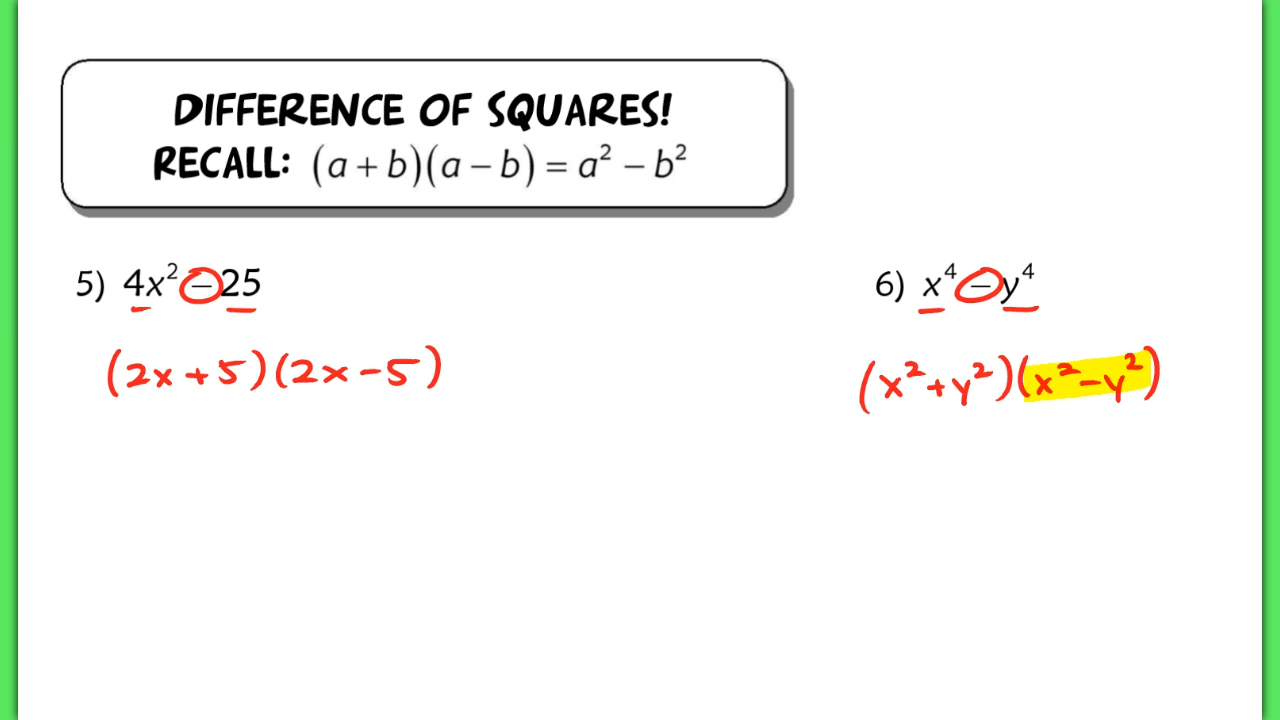 DIFFERENCE OF SQUARES!
RECALL: (a + b)(a − b) = a² − b²
5) 4x² − 25
(2x + 5)(2x − 5)
6) x⁴ − y⁴
(x² + y²)(x² − y²)